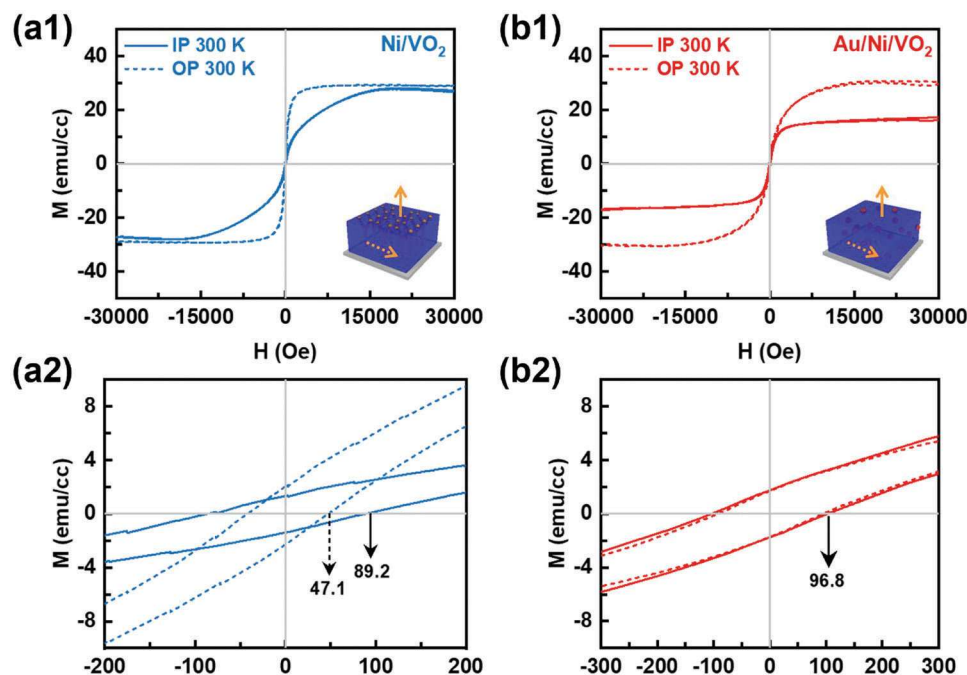 (a1)
IP 300 K
OP 300 K
Ni/VO2
M (emu/cc)
40
20
0
-20
-40
-30000 -15000 0 15000 30000
H (Oe)
(b1)
IP 300 K
OP 300 K
Au/Ni/VO2
M (emu/cc)
40
20
0
-20
-40
-30000 -15000 0 15000 30000
H (Oe)
(a2)
M (emu/cc)
8
4
0
-4
-8
47.1
89.2
-200 -100 0 100 200
(b2)
M (emu/cc)
8
4
0
-4
-8
96.8
-300 -200 -100 0 100 200 300